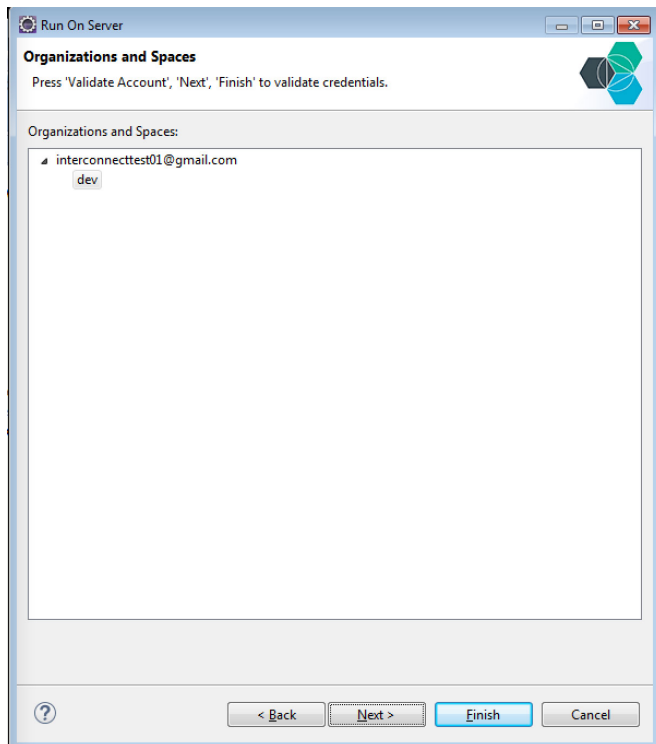 Run On Server
Organizations and Spaces
Press 'Validate Account', 'Next', 'Finish' to validate credentials.
Organizations and Spaces:
interconnecttest01@gmail.com
dev
?
< Back
Next >
Finish
Cancel